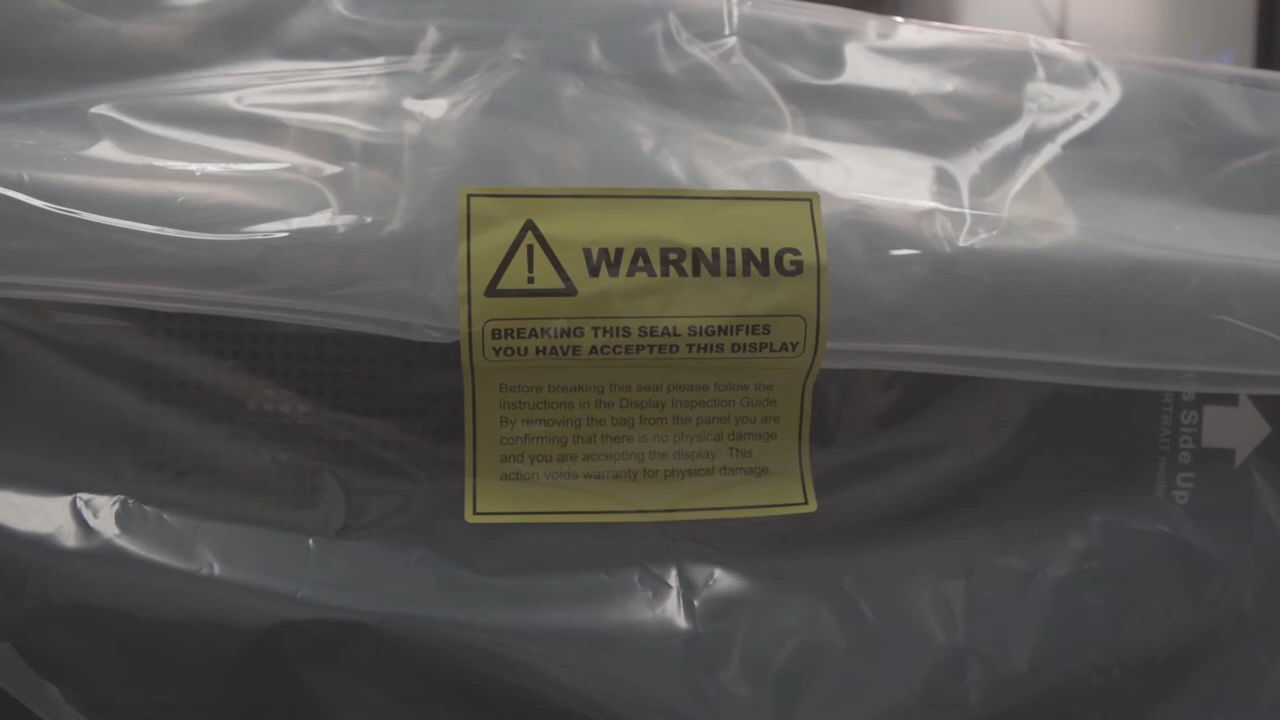 WARNING
BREAKING THIS SEAL SIGNIFIES
YOU HAVE ACCEPTED THIS DISPLAY
Before breaking this seal please follow the
instructions in the Display Inspection Guide.
By removing the bag from the panel you are
confirming that there is no physical damage
and you are accepting the display. This
action voids warranty for physical damage.
Side Up
mode